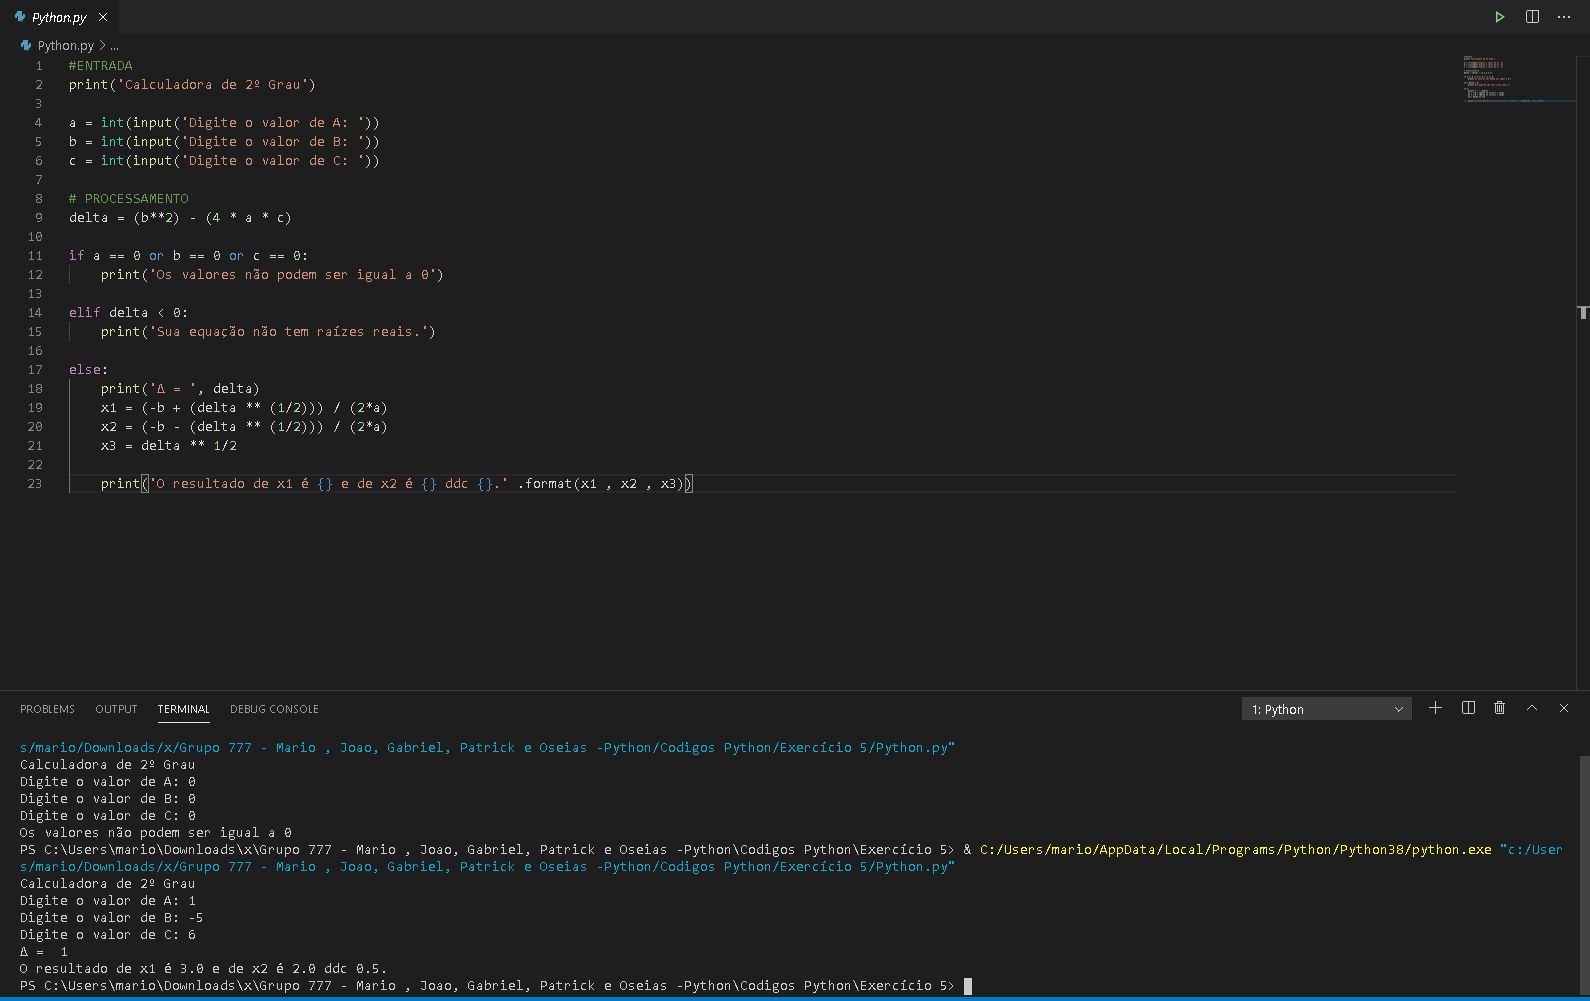 Python.py
Python.py > ...
1 #ENTRADA
2 print('Calculadora de 2º Grau')
3
4 a = int(input('Digite o valor de A: '))
5 b = int(input('Digite o valor de B: '))
6 c = int(input('Digite o valor de C: '))
7
8 # PROCESSAMENTO
9 delta = (b**2) - (4 * a * c)
10
11 if a == 0 or b == 0 or c == 0:
12     print('Os valores não podem ser igual a 0')
13
14 elif delta < 0:
15     print('Sua equação não tem raízes reais.')
16
17 else:
18     print('Δ = ', delta)
19     x1 = (-b + (delta ** (1/2))) / (2*a)
20     x2 = (-b - (delta ** (1/2))) / (2*a)
21     x3 = delta ** 1/2
22
23     print('O resultado de x1 é {} e de x2 é {} ddc {}.' .format(x1 , x2 , x3))
PROBLEMS OUTPUT TERMINAL DEBUG CONSOLE 1: Python
s/mario/Downloads/x/Grupo 777 - Mario , Joao, Gabriel, Patrick e Oseias -Python/Codigos Python/Exercício 5/Python.py"
Calculadora de 2º Grau
Digite o valor de A: 0
Digite o valor de B: 0
Digite o valor de C: 0
Os valores não podem ser igual a 0
PS C:\Users\mario\Downloads\x\Grupo 777 - Mario , Joao, Gabriel, Patrick e Oseias -Python\Codigos Python\Exercício 5> & C:/Users/mario/AppData/Local/Programs/Python/Python38/python.exe "c:/User
s/mario/Downloads/x/Grupo 777 - Mario , Joao, Gabriel, Patrick e Oseias -Python/Codigos Python/Exercício 5/Python.py"
Calculadora de 2º Grau
Digite o valor de A: 1
Digite o valor de B: -5
Digite o valor de C: 6
Δ =  1
O resultado de x1 é 3.0 e de x2 é 2.0 ddc 0.5.
PS C:\Users\mario\Downloads\x\Grupo 777 - Mario , Joao, Gabriel, Patrick e Oseias -Python\Codigos Python\Exercício 5>